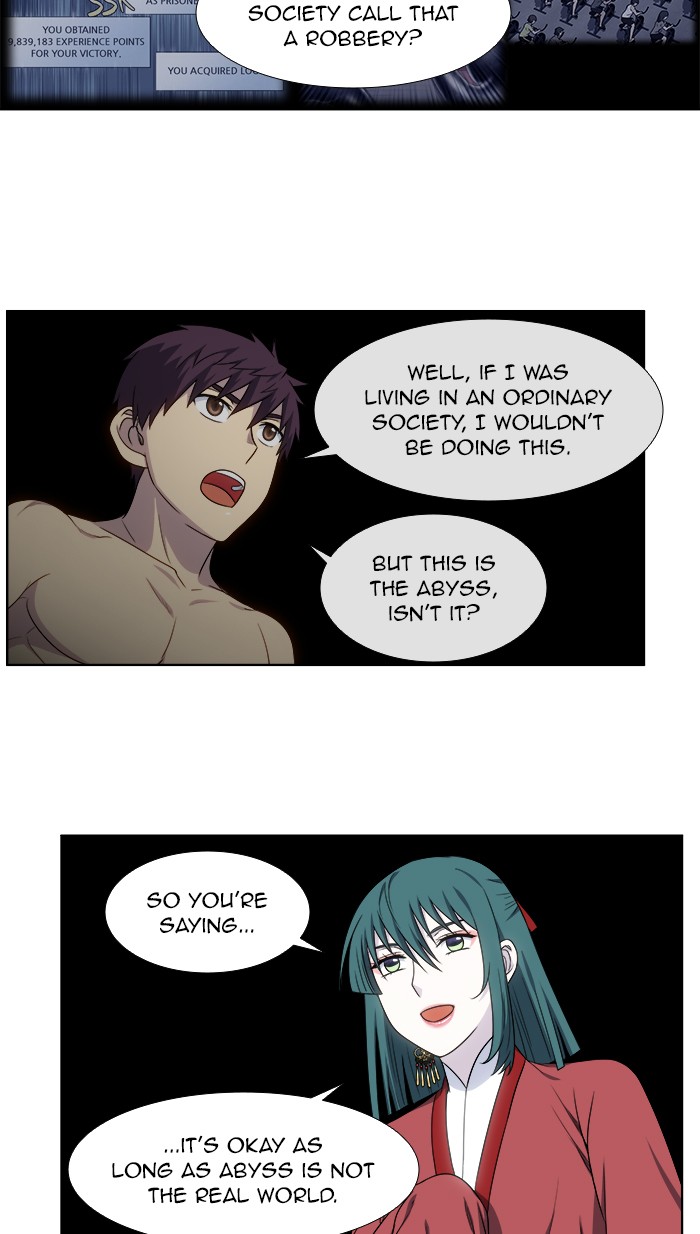 SSK
AS PRISONE
SOCIETY CALL THAT
A ROBBERY?
YOU OBTAINED
9,839,183 EXPERIENCE POINTS
FOR YOUR VICTORY.
YOU ACQUIRED
WELL, IF I WAS
LIVING IN AN ORDINARY
SOCIETY, I WOULDN'T
BE DOING THIS.
BUT THIS IS
THE ABYSS,
ISN'T IT?
SO YOU'RE
SAYING...
...IT'S OKAY AS
LONG AS ABYSS IS NOT
THE REAL WORLD.